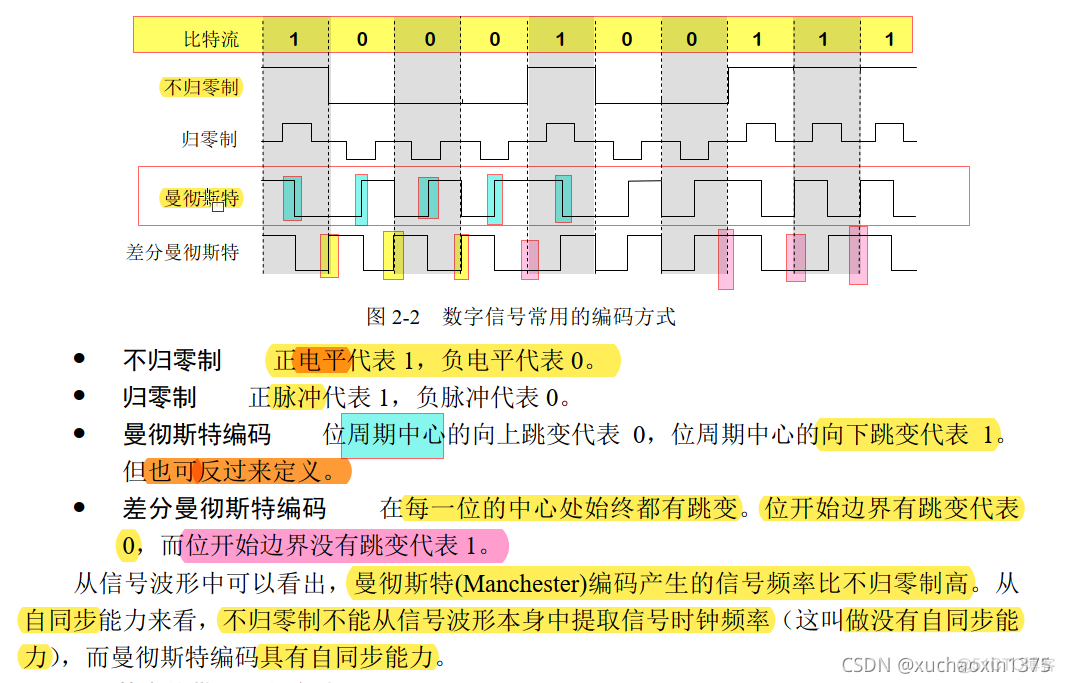 比特流 1 0 0 0 1 0 0 1 1 1
不归零制
归零制
曼彻斯特
差分曼彻斯特
图 2-2 数字信号常用的编码方式
● 不归零制 正电平代表 1，负电平代表 0。
● 归零制 正脉冲代表 1，负脉冲代表 0。
● 曼彻斯特编码 位周期中心的向上跳变代表 0，位周期中心的向下跳变代表 1。
但也可反过来定义。
● 差分曼彻斯特编码 在每一位的中心处始终都有跳变。位开始边界有跳变代表
0，而位开始边界没有跳变代表 1。
从信号波形中可以看出，曼彻斯特(Manchester)编码产生的信号频率比不归零制高。从
自同步能力来看，不归零制不能从信号波形本身中提取信号时钟频率（这叫做没有自同步能
力），而曼彻斯特编码具有自同步能力。
CSDN @xuchaoxin1375